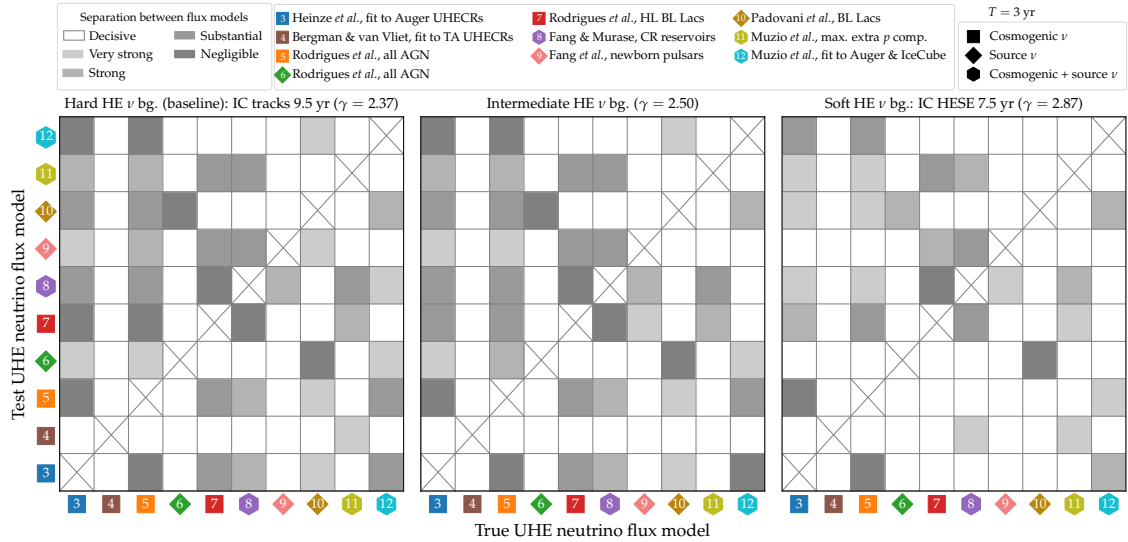 Separation between flux models
Decisive
Very strong
Strong
Substantial
Negligible
3 Heinze et al., fit to Auger UHECRs
4 Bergman & van Vliet, fit to TA UHECRs
5 Rodrigues et al., all AGN
6 Rodrigues et al., all AGN
7 Rodrigues et al., HL BL Lacs
8 Fang & Murase, CR reservoirs
9 Fang et al., newborn pulsars
10 Padovani et al., BL Lacs
11 Muzio et al., max. extra p comp.
12 Muzio et al., fit to Auger & IceCube
T = 3 yr
Cosmogenic ν
Source ν
Cosmogenic + source ν
Hard HE ν bg. (baseline): IC tracks 9.5 yr (γ = 2.37)
Intermediate HE ν bg. (γ = 2.50)
Soft HE ν bg.: IC HESE 7.5 yr (γ = 2.87)
Test UHE neutrino flux model
12
11
10
9
8
7
6
5
4
3
3 4 5 6 7 8 9 10 11 12
3 4 5 6 7 8 9 10 11 12
3 4 5 6 7 8 9 10 11 12
True UHE neutrino flux model